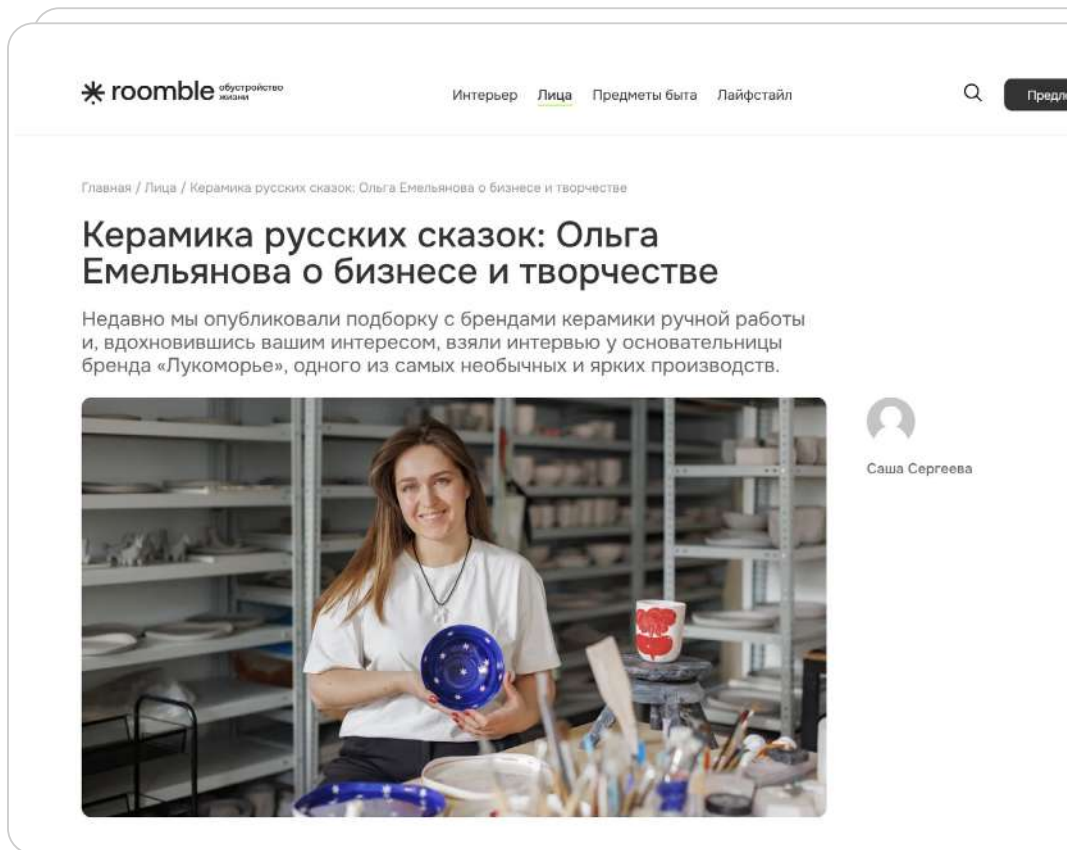 roomble
обустройство
жизни
Интерьер Лица Предметы быта Лайфстайл
Главная / Лица / Керамика русских сказок: Ольга Емельянова о бизнесе и творчестве
Керамика русских сказок: Ольга
Емельянова о бизнесе и творчестве
Недавно мы опубликовали подборку с брендами керамики ручной работы
и, вдохновившись вашим интересом, взяли интервью у основательницы
бренда «Лукоморье», одного из самых необычных и ярких производств.
Саша Сергеева